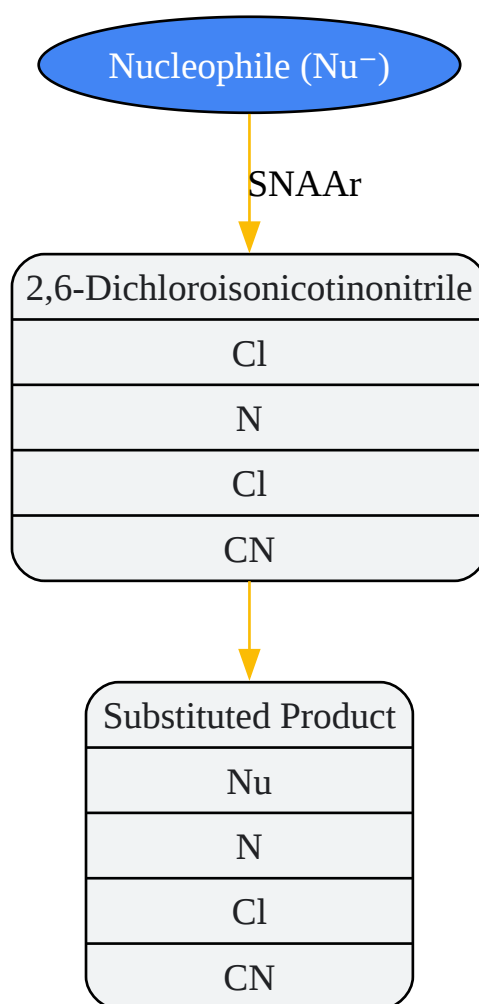 Nucleophile (Nu⁻)
SNAAr
2,6-Dichloroisonicotinonitrile
Cl
N
Cl
CN
Substituted Product
Nu
N
Cl
CN